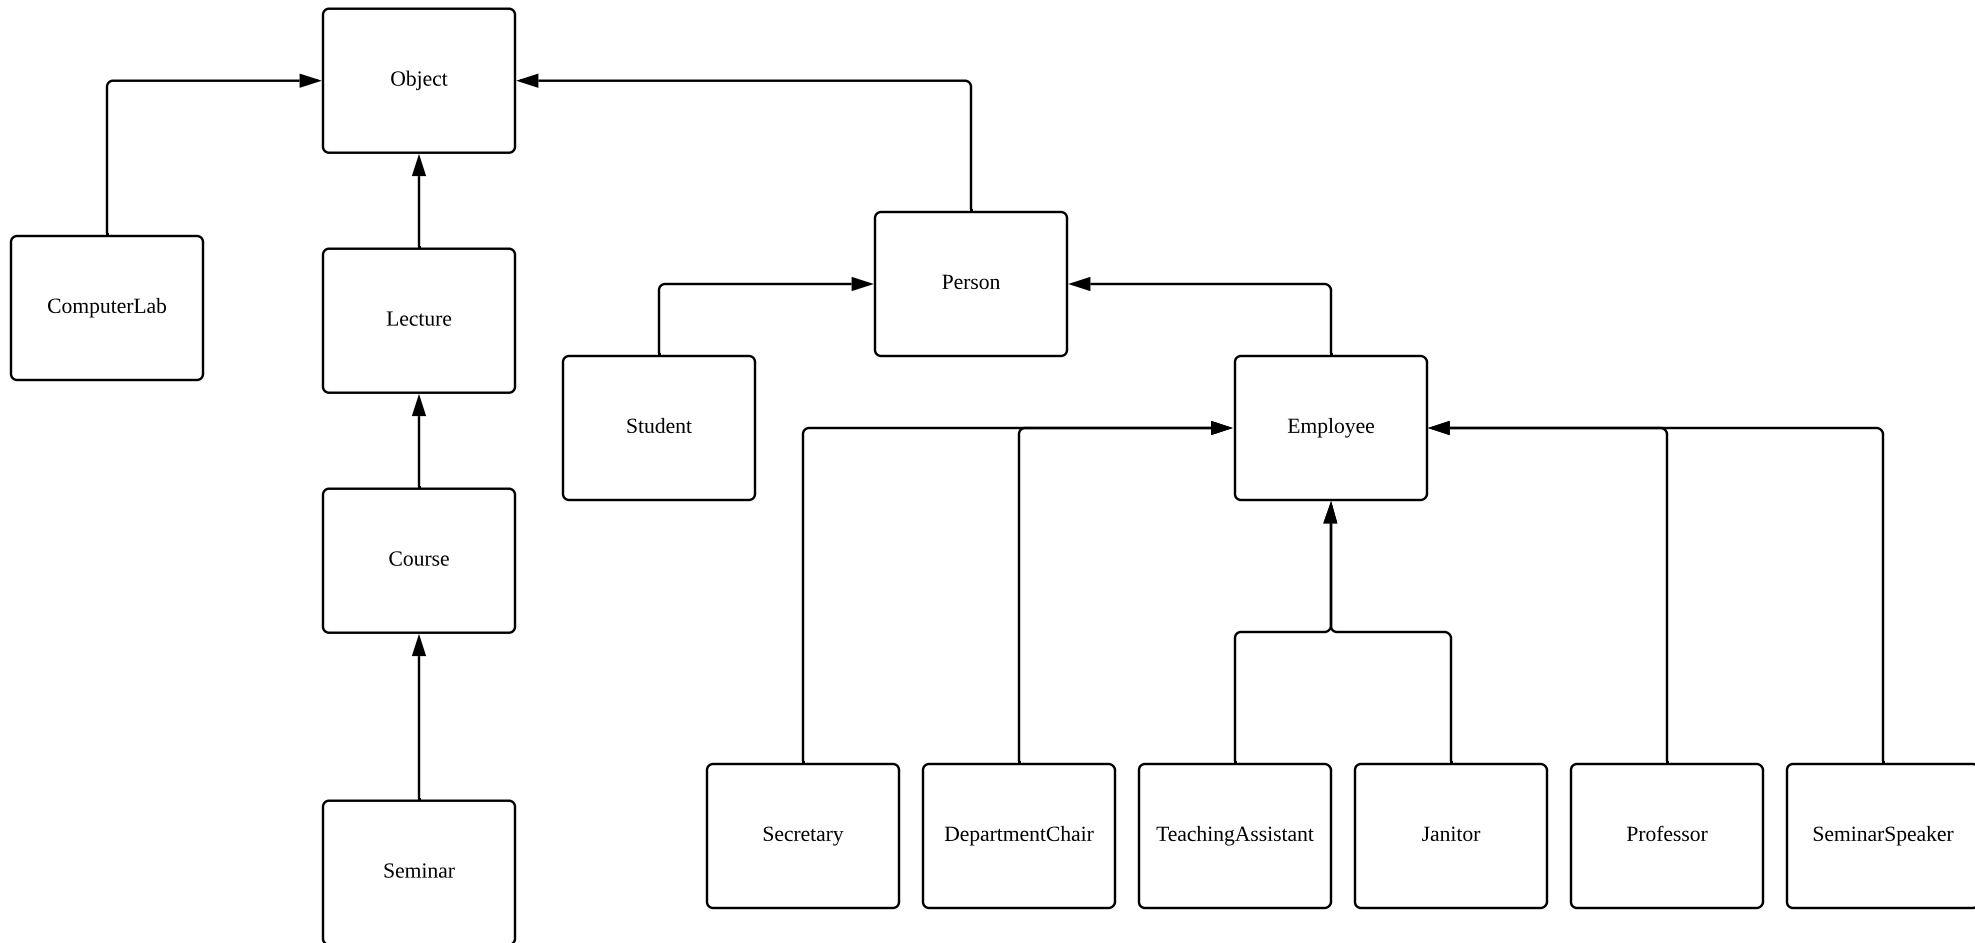 Object
ComputerLab
Lecture
Person
Student
Employee
Course
Seminar
Secretary
DepartmentChair
TeachingAssistant
Janitor
Professor
SeminarSpeaker